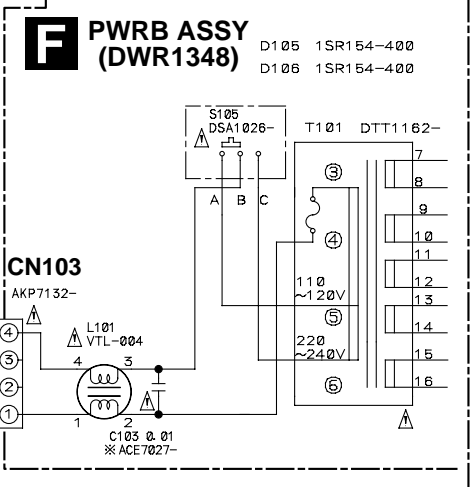 F PWRB ASSY
(DWR1348)
D105 1SR154-400
D106 1SR154-400
S105
DSA1026-
T101 DTT1162-
7
3
8
A B C
9
4
10
CN103
11
AKP7132-
110
~120V
12
13
L101
VTL-004
5
14
4
220
~240V
4 3
15
3
2
6
16
1
1 2
C103 0.01
※ACE7027-